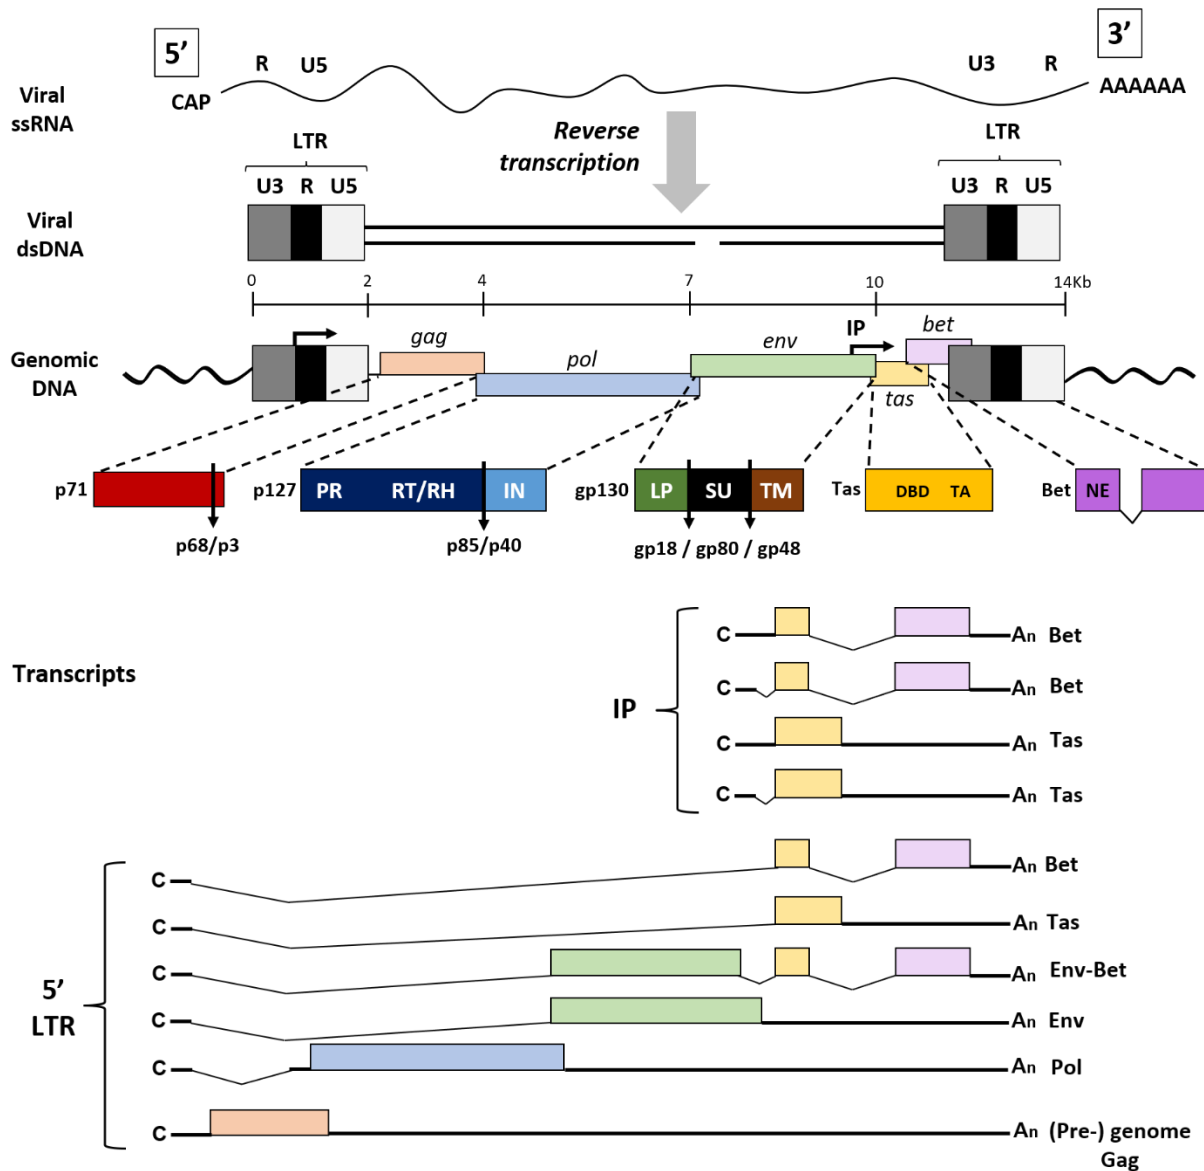 5’
3’
R U5
U3 R
Viral
ssRNA
CAP
AAAAAA
Reverse
transcription
LTR
LTR
U3 R U5
U3 R U5
Viral
dsDNA
0 2 4 7 10 14Kb
Genomic
DNA
gag
pol
env
IP
bet
tas
p71
p127 PR RT/RH IN
gp130 LP SU TM
Tas DBD TA
Bet NE
p68/p3
p85/p40
gp18 / gp80 / gp48
Transcripts
IP
C An Bet
C An Bet
C An Tas
C An Tas
5’
LTR
C An Bet
C An Tas
C An Env-Bet
C An Env
C An Pol
C An (Pre-) genome
Gag